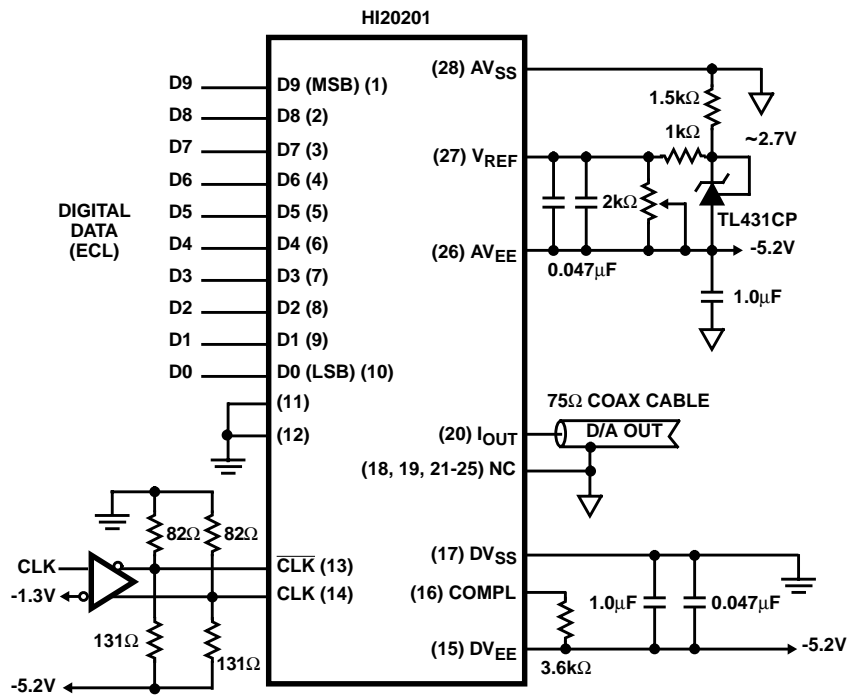 HI20201
D9
D8
D7
D6
D5
D4
D3
D2
D1
D0
DIGITAL
DATA
(ECL)
D9 (MSB) (1)
D8 (2)
D7 (3)
D6 (4)
D5 (5)
D4 (6)
D3 (7)
D2 (8)
D1 (9)
D0 (LSB) (10)
(11)
(12)
82Ω
82Ω
CLK
-1.3V
CLK (13)
CLK (14)
131Ω
131Ω
-5.2V
(28) AVSS
1.5kΩ
1kΩ
~2.7V
(27) VREF
2kΩ
TL431CP
(26) AVEE
-5.2V
0.047µF
1.0µF
75Ω COAX CABLE
(20) IOUT
D/A OUT
(18, 19, 21-25) NC
(17) DVSS
(16) COMPL
1.0µF
0.047µF
(15) DVEE
3.6kΩ
-5.2V